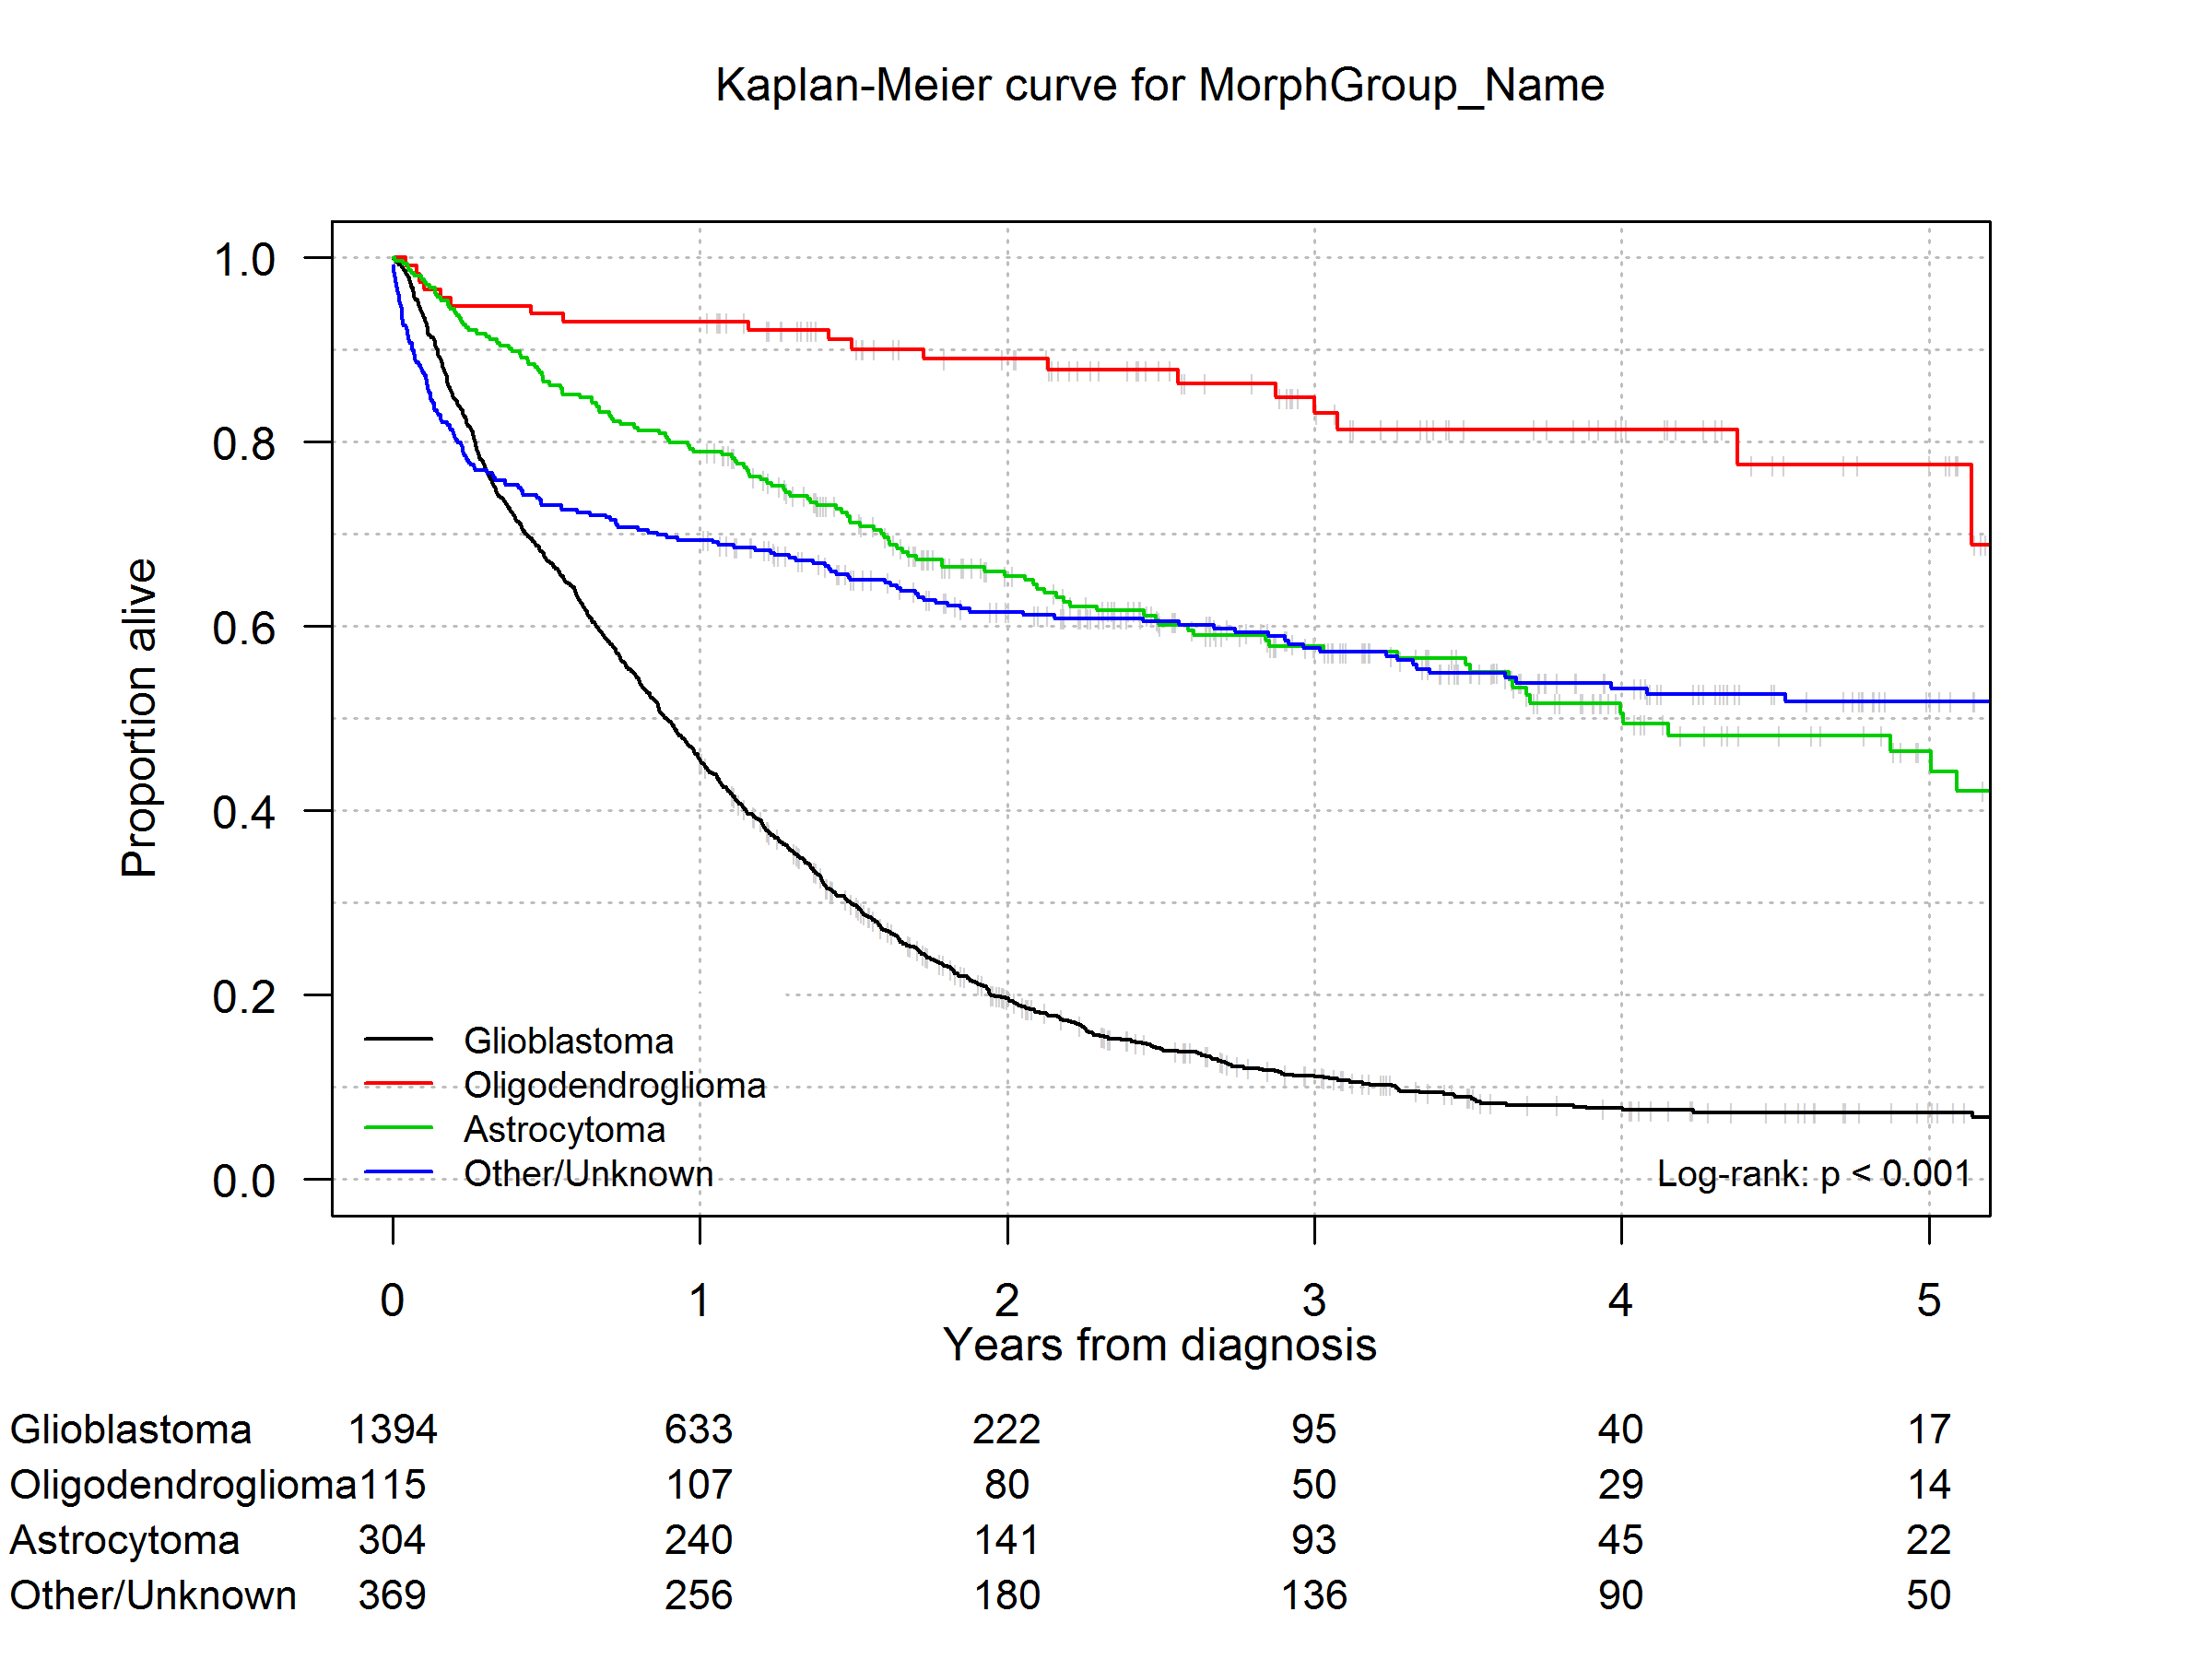 Kaplan-Meier curve for MorphGroup_Name
Proportion alive
1.0
0.8
0.6
0.4
0.2
0.0
Glioblastoma
Oligodendroglioma
Astrocytoma
Other/Unknown
Log-rank: p < 0.001
0 1 2 3 4 5
Years from diagnosis
Glioblastoma 1394 633 222 95 40 17
Oligodendroglioma 115 107 80 50 29 14
Astrocytoma 304 240 141 93 45 22
Other/Unknown 369 256 180 136 90 50